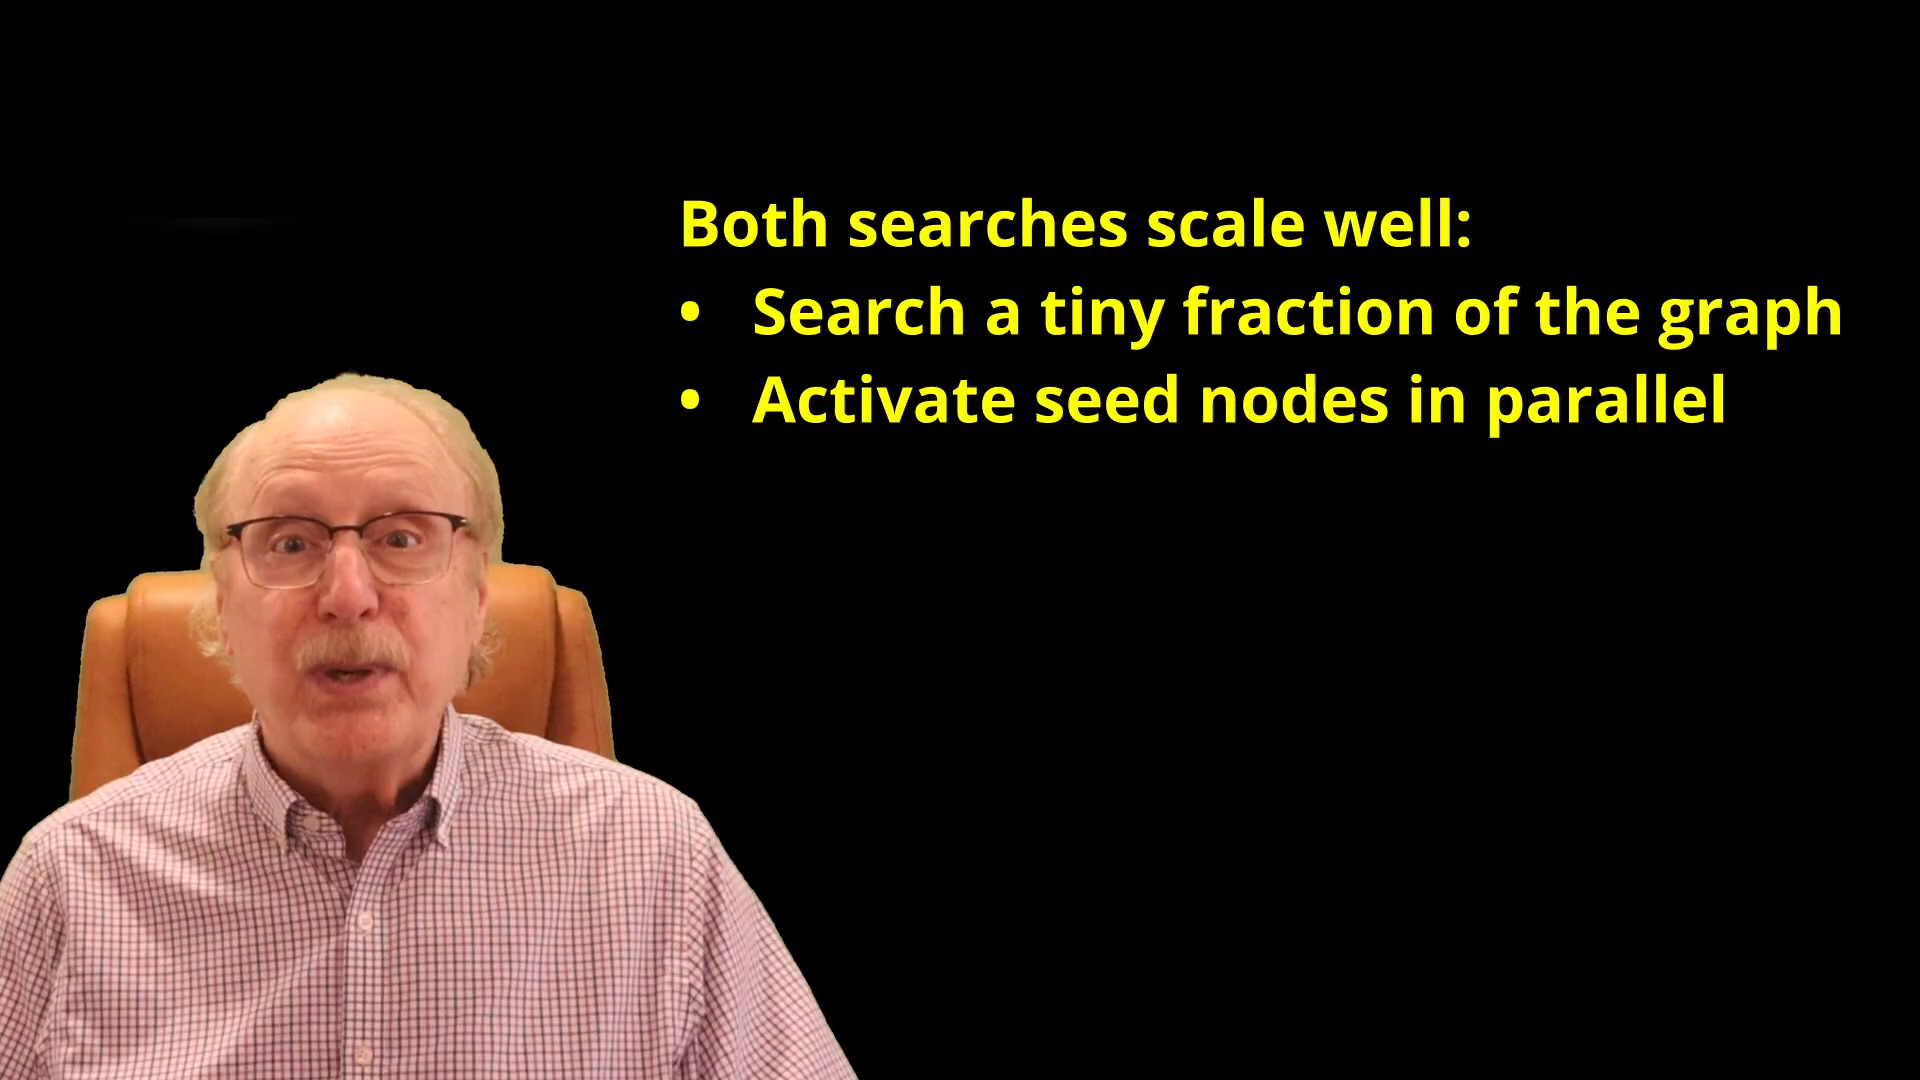 Both searches scale well:
• Search a tiny fraction of the graph
• Activate seed nodes in parallel